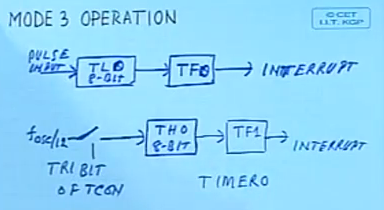 MODE 3 OPERATION
© CET
I.I.T. KGP
PULSE
INPUT
TL0
8-BIT
TF0
INTERRUPT
fosc/12
TH0
8-BIT
TF1
INTERRUPT
TR1 BIT
OF TCON
TIMER0